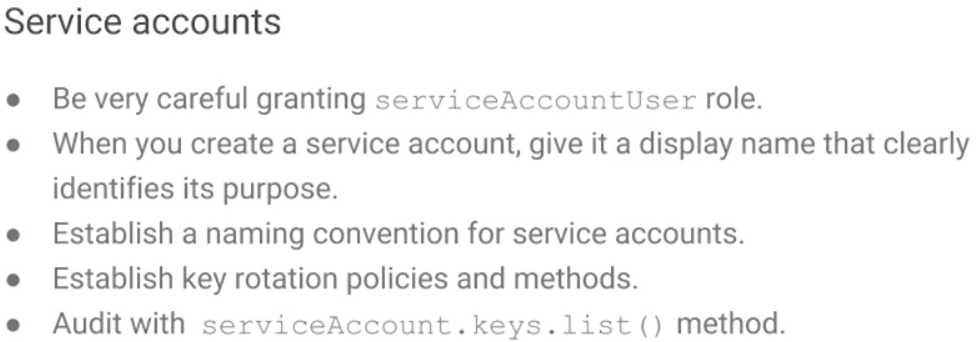 Service accounts
● Be very careful granting serviceAccountUser role.
● When you create a service account, give it a display name that clearly
identifies its purpose.
● Establish a naming convention for service accounts.
● Establish key rotation policies and methods.
● Audit with serviceAccount.keys.list() method.